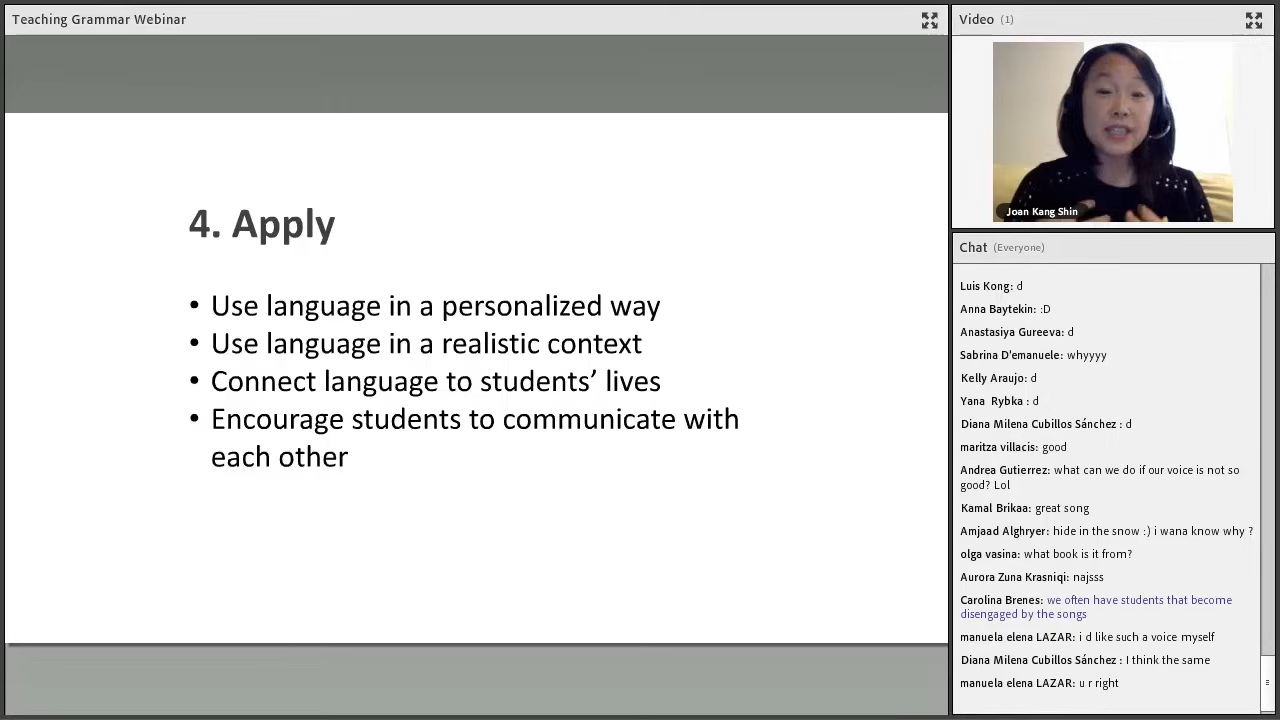 Teaching Grammar Webinar
4. Apply
• Use language in a personalized way
• Use language in a realistic context
• Connect language to students’ lives
• Encourage students to communicate with
each other
Video (1)
Joan Kang Shin
Chat (Everyone)
Luis Kong: d
Anna Baytekin: :D
Anastasiya Gureeva: d
Sabrina D'emanuele: whyyyy
Kelly Araujo: d
Yana Rybka : d
Diana Milena Cubillos Sánchez : d
maritza villacis: good
Andrea Gutierrez: what can we do if our voice is not so
good? Lol
Kamal Brikaa: great song
Amjaad Alghryer: hide in the snow :) i wana know why ?
olga vasina: what book is it from?
Aurora Zuna Krasniqi: najsss
Carolina Brenes: we often have students that become
disengaged by the songs
manuela elena LAZAR: i d like such a voice myself
Diana Milena Cubillos Sánchez : I think the same
manuela elena LAZAR: u r right